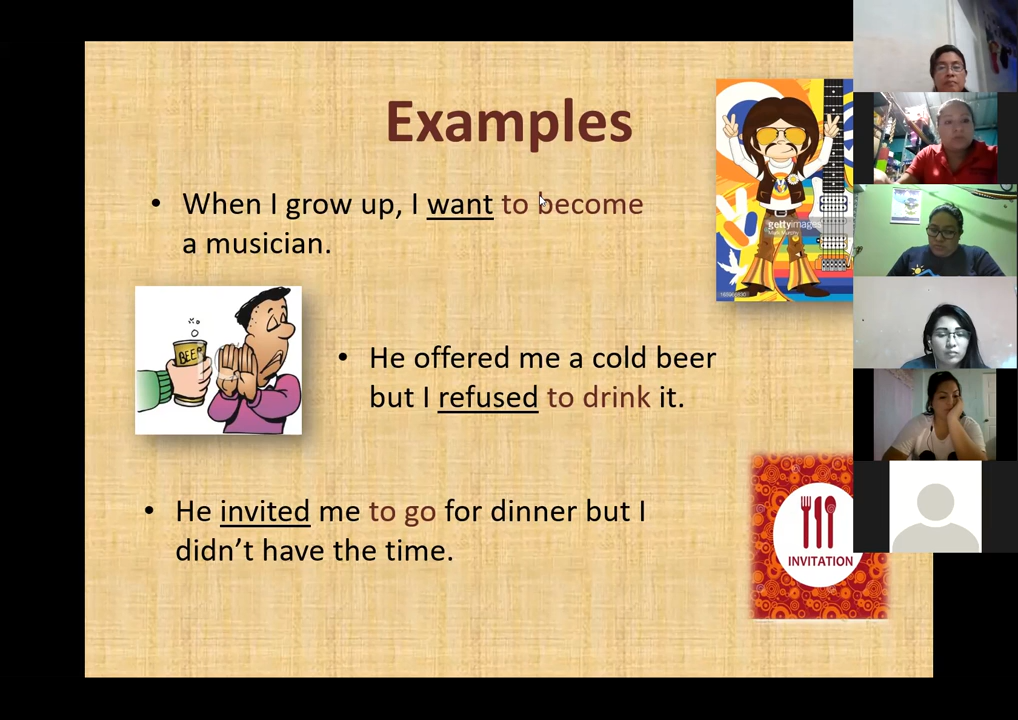 Examples
• When I grow up, I want to become
a musician.
gettyimages
BEER
• He offered me a cold beer
but I refused to drink it.
• He invited me to go for dinner but I
didn’t have the time.
INVITATION